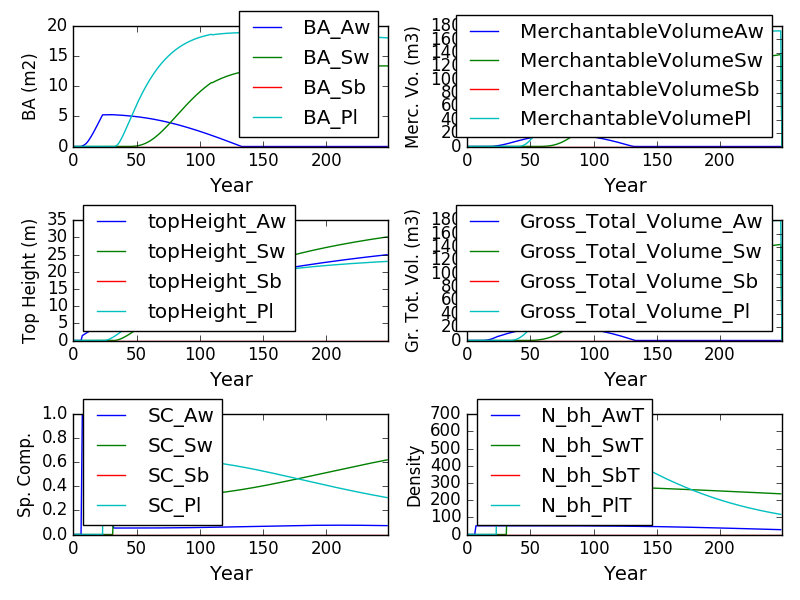 BA (m2)
20
15
10
5
0
BA_Aw
BA_Sw
BA_Sb
BA_Pl
0 50 100 150 200
Year
Merc. Vo. (m3)
180
160
140
120
100
80
60
40
20
0
MerchantableVolumeAw
MerchantableVolumeSw
MerchantableVolumeSb
MerchantableVolumePl
0 50 100 150 200
Year
Top Height (m)
35
30
25
20
15
10
5
0
topHeight_Aw
topHeight_Sw
topHeight_Sb
topHeight_Pl
0 50 100 150 200
Year
Gr. Tot. Vol. (m3)
180
160
140
120
100
80
60
40
20
0
Gross_Total_Volume_Aw
Gross_Total_Volume_Sw
Gross_Total_Volume_Sb
Gross_Total_Volume_Pl
0 50 100 150 200
Year
Sp. Comp.
1.0
0.8
0.6
0.4
0.2
0.0
SC_Aw
SC_Sw
SC_Sb
SC_Pl
0 50 100 150 200
Year
Density
700
600
500
400
300
200
100
0
N_bh_AwT
N_bh_SwT
N_bh_SbT
N_bh_PlT
0 50 100 150 200
Year